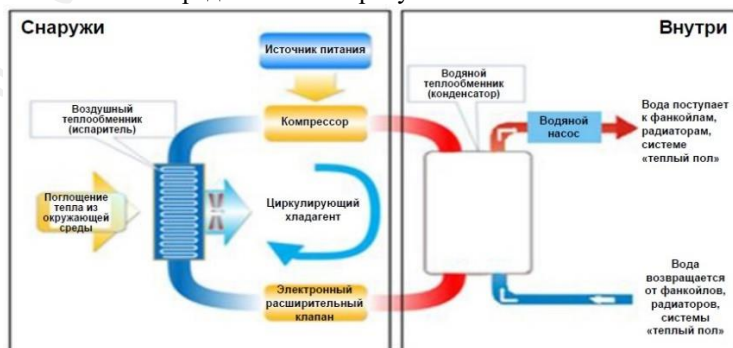 Снаружи
Источник питания
Воздушный
теплообменник
(испаритель)
Компрессор
Поглощение
тепла из
окружающей
среды
Циркулирующий
хладагент
Электронный
расширительный
клапан
Внутри
Водяной
теплообменник
(конденсатор)
Водяной
насос
Вода поступает
к фанкойлам,
радиаторам,
системе
«теплый пол»
Вода
возвращается
от фанкойлов,
радиаторов,
системы
«теплый пол»